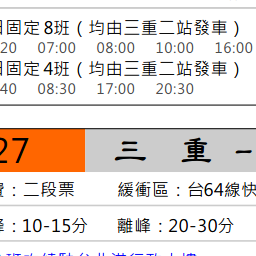 固定 8班（均由三重二站發車）
20 07:00 08:00 10:00 16:00
固定 4班（均由三重二站發車）
40 08:30 17:00 20:30
27 三 重 –
：二段票 緩衝區：台64線快
：10-15分 離峰：20-30分